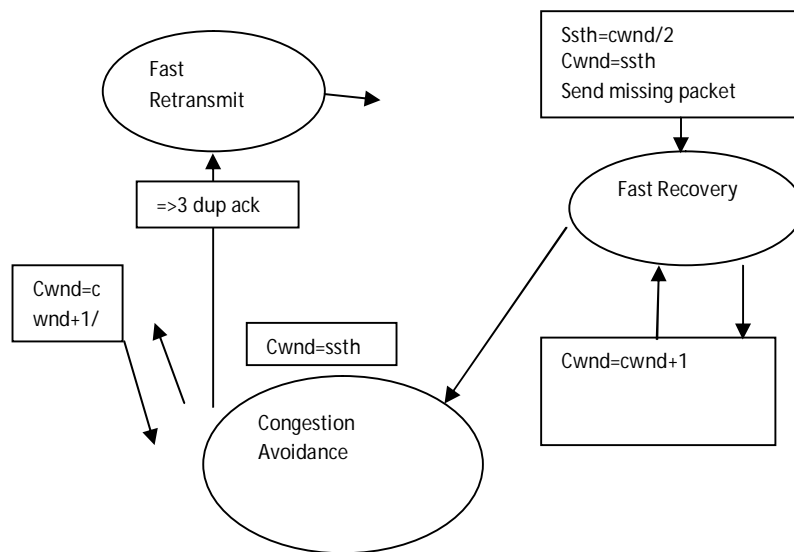 Fast
Retransmit
Ssth=cwnd/2
Cwnd=ssth
Send missing packet
=>3 dup ack
Fast Recovery
Cwnd=c
wnd+1/
Cwnd=ssth
Cwnd=cwnd+1
Congestion
Avoidance